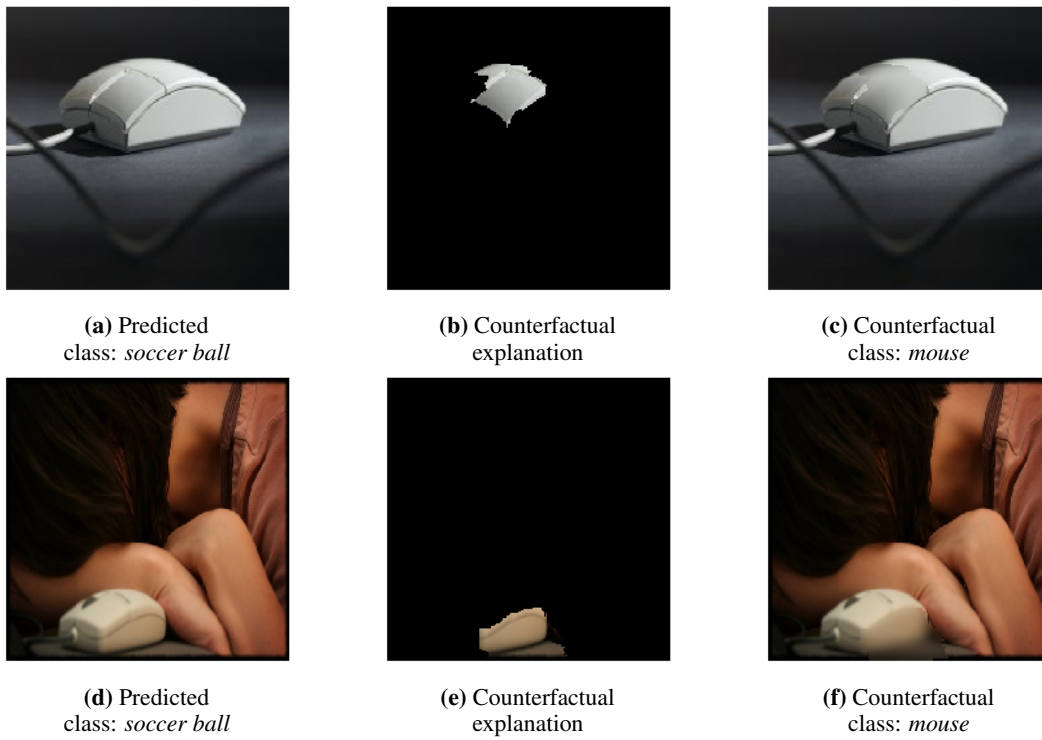 (a) Predicted
class: soccer ball
(b) Counterfactual
explanation
(c) Counterfactual
class: mouse
(d) Predicted
class: soccer ball
(e) Counterfactual
explanation
(f) Counterfactual
class: mouse